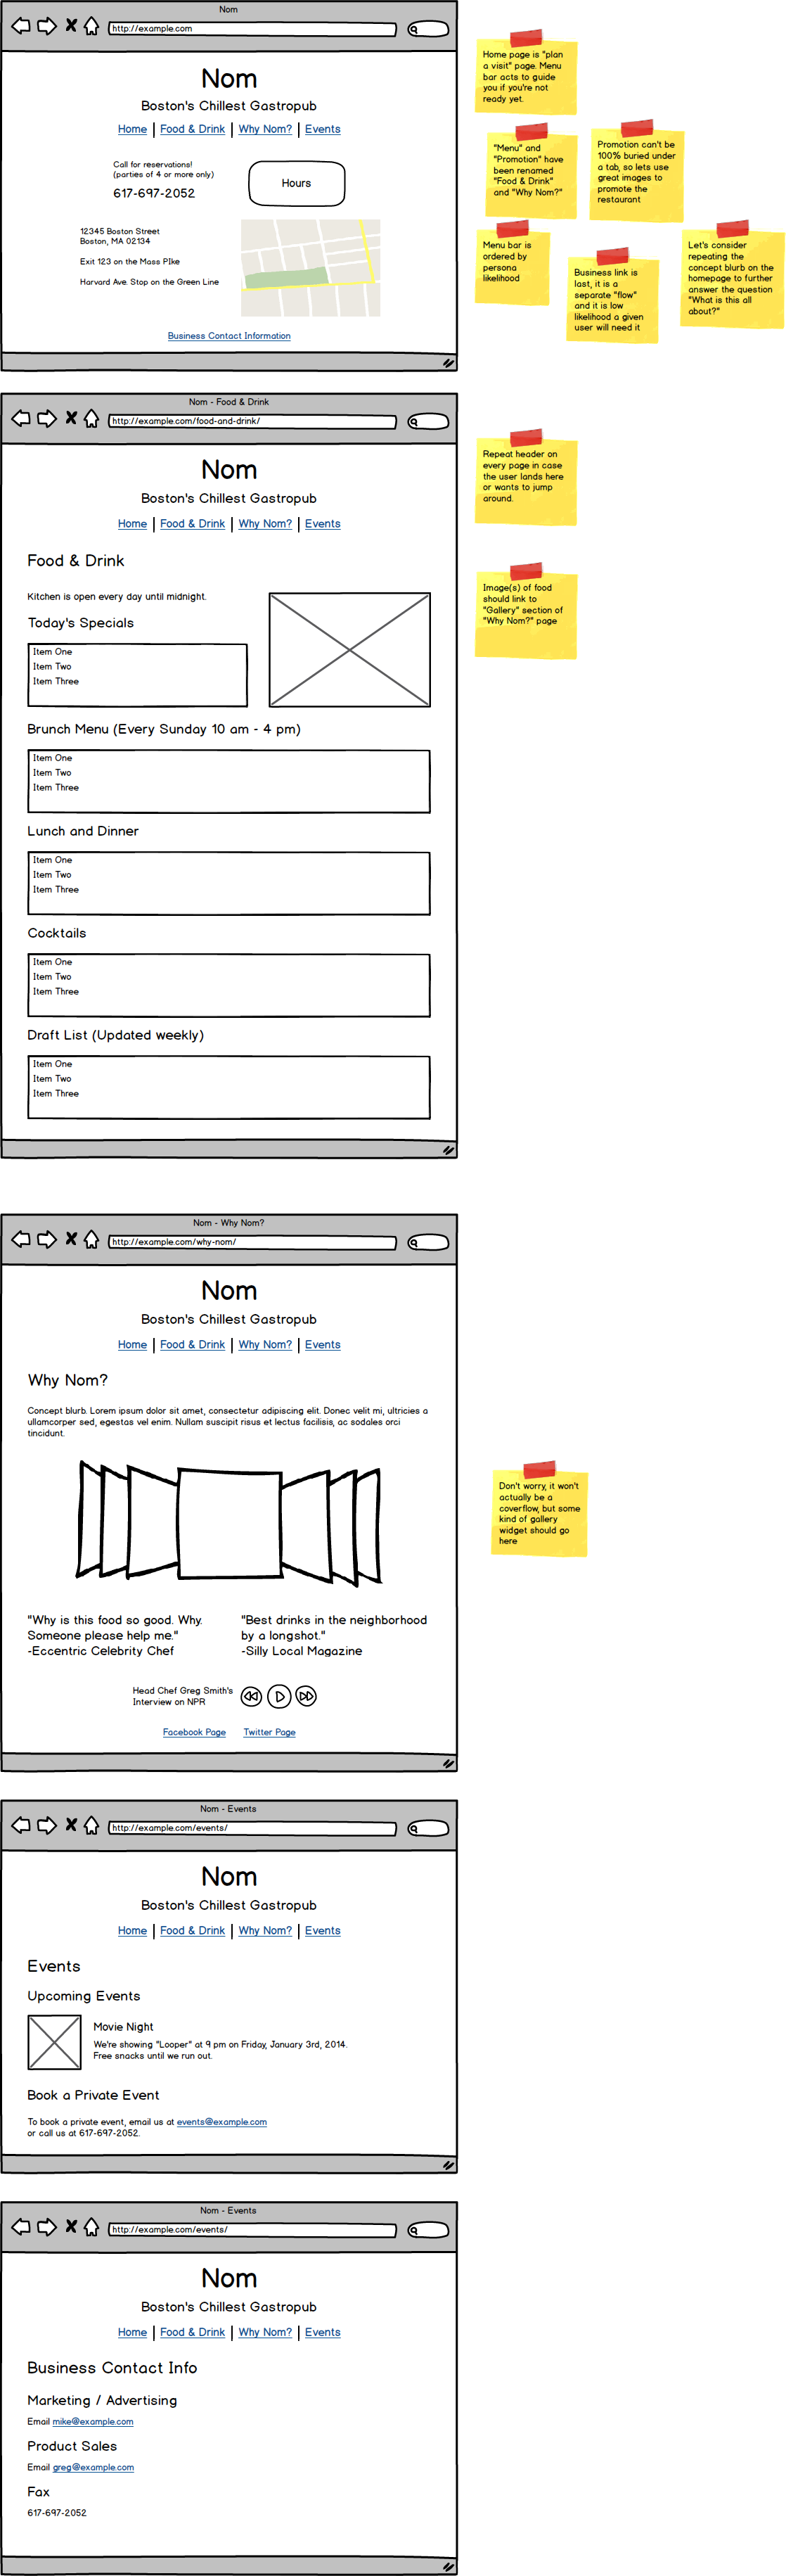 Nom
http://example.com
Nom
Boston's Chillest Gastropub
Home | Food & Drink | Why Nom? | Events
Call for reservations!
(parties of 4 or more only)
617-697-2052
Hours
12345 Boston Street
Boston, MA 02134
Exit 123 on the Mass PIke
Harvard Ave. Stop on the Green Line
Business Contact Information
Home page is "plan
a visit" page. Menu
bar acts to guide
you if you're not
ready yet.
"Menu" and
"Promotion" have
been renamed
"Food & Drink"
and "Why Nom?"
Promotion can't be
100% buried under
a tab, so lets use
great images to
promote the
restaurant
Menu bar is
ordered by
persona
likelihood
Business link is
last, it is a
separate "flow"
and it is low
likelihood a given
user will need it
Let's consider
repeating the
concept blurb on the
homepage to further
answer the question
"What is this all
about?"
Nom - Food & Drink
http://example.com/food-and-drink/
Nom
Boston's Chillest Gastropub
Home | Food & Drink | Why Nom? | Events
Food & Drink
Kitchen is open every day until midnight.
Today's Specials
Item One
Item Two
Item Three
Brunch Menu (Every Sunday 10 am - 4 pm)
Item One
Item Two
Item Three
Lunch and Dinner
Item One
Item Two
Item Three
Cocktails
Item One
Item Two
Item Three
Draft List (Updated weekly)
Item One
Item Two
Item Three
Repeat header on
every page in case
the user lands here
or wants to jump
around.
Image(s) of food
should link to
"Gallery" section of
"Why Nom?" page
Nom - Why Nom?
http://example.com/why-nom/
Nom
Boston's Chillest Gastropub
Home | Food & Drink | Why Nom? | Events
Why Nom?
Concept blurb. Lorem ipsum dolor sit amet, consectetur adipiscing elit. Donec velit mi, ultricies a
ullamcorper sed, egestas vel enim. Nullam suscipit risus et lectus facilisis, ac sodales orci
tincidunt.
Don't worry, it won't
actually be a
coverflow, but some
kind of gallery
widget should go
here
"Why is this food so good. Why.
Someone please help me."
-Eccentric Celebrity Chef
"Best drinks in the neighborhood
by a longshot."
-Silly Local Magazine
Head Chef Greg Smith's
Interview on NPR
Facebook Page
Twitter Page
Nom - Events
http://example.com/events/
Nom
Boston's Chillest Gastropub
Home | Food & Drink | Why Nom? | Events
Events
Upcoming Events
Movie Night
We're showing "Looper" at 9 pm on Friday, January 3rd, 2014.
Free snacks until we run out.
Book a Private Event
To book a private event, email us at events@example.com
or call us at 617-697-2052.
Nom - Events
http://example.com/events/
Nom
Boston's Chillest Gastropub
Home | Food & Drink | Why Nom? | Events
Business Contact Info
Marketing / Advertising
Email mike@example.com
Product Sales
Email greg@example.com
Fax
617-697-2052